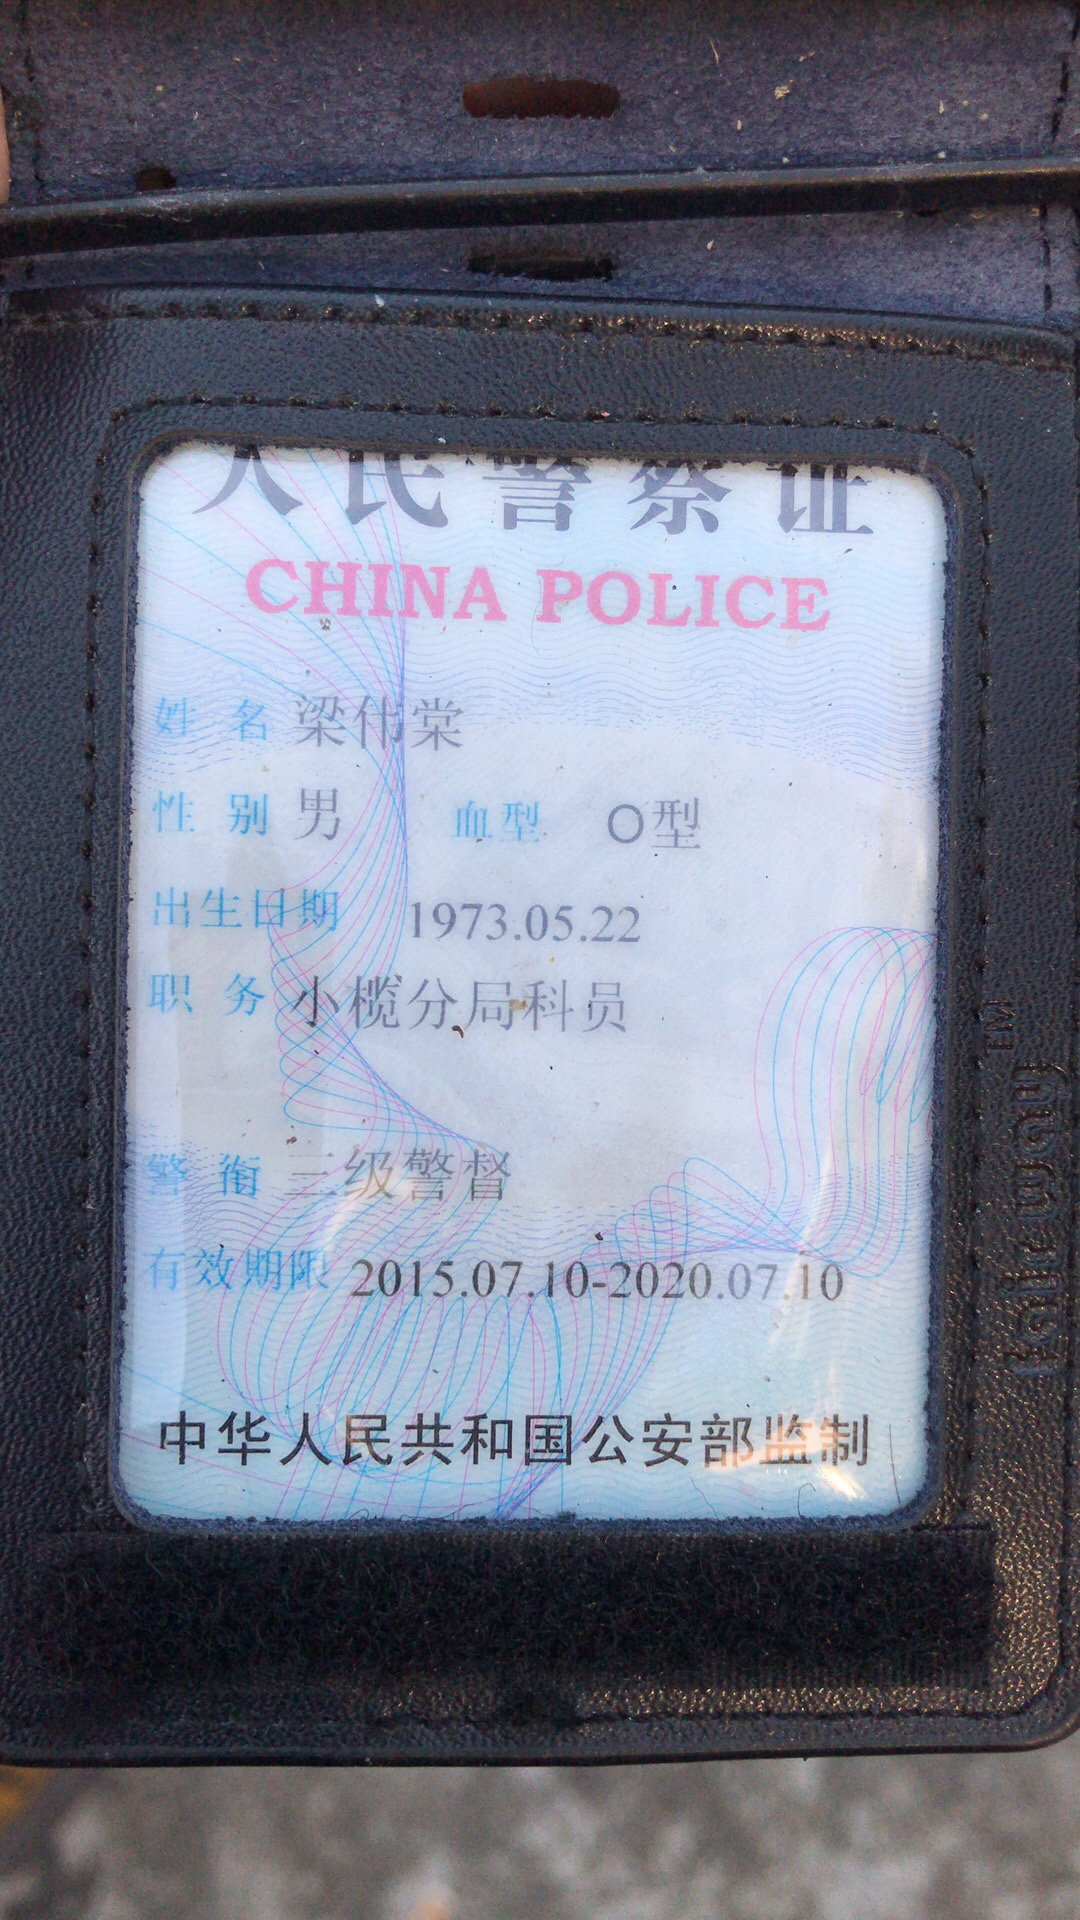 人民警察证
CHINA POLICE
姓 名 梁伟棠
性 别 男 血型 O型
出生日期 1973.05.22
职 务 小榄分局科员
警 衔 三级警督
有效期限 2015.07.10-2020.07.10
中华人民共和国公安部监制